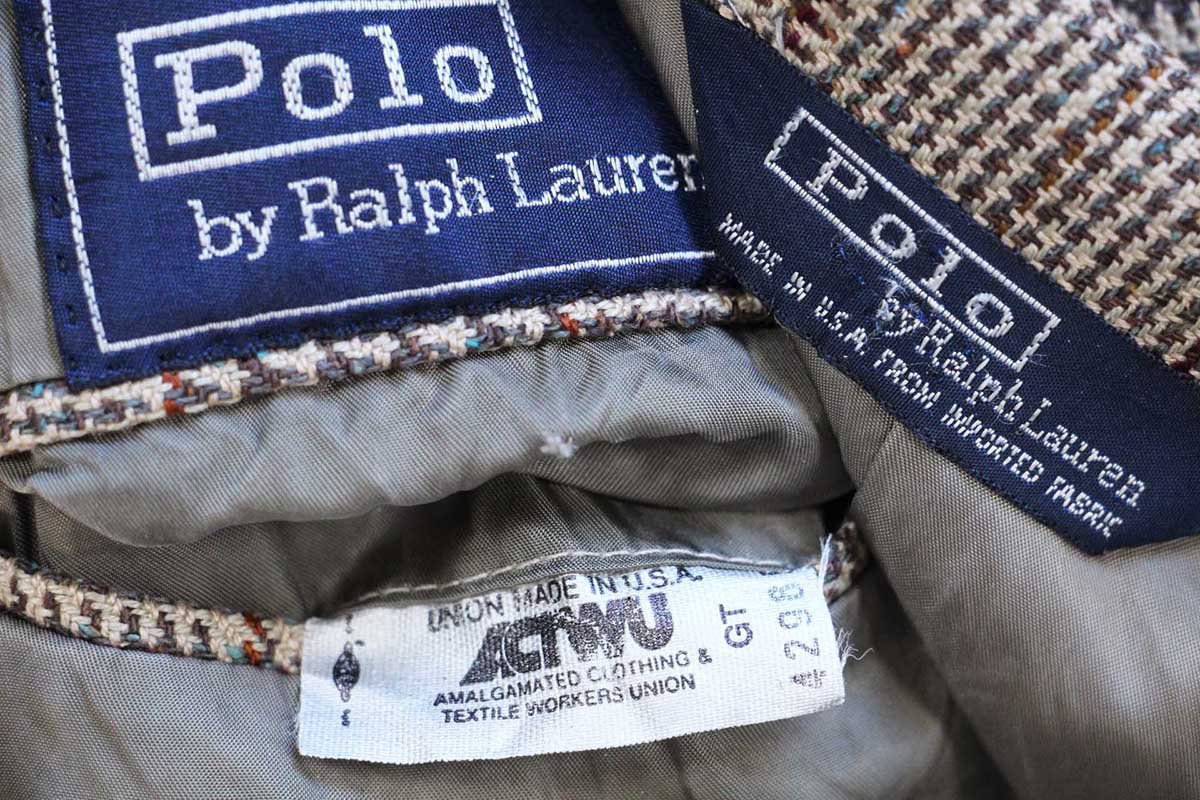 Polo
by Ralph Lauren
Polo
by Ralph Lauren
MADE IN U.S.A. FROM IMPORTED FABRIC
UNION MADE IN U.S.A.
ACTWU
AMALGAMATED CLOTHING &
TEXTILE WORKERS UNION
GT